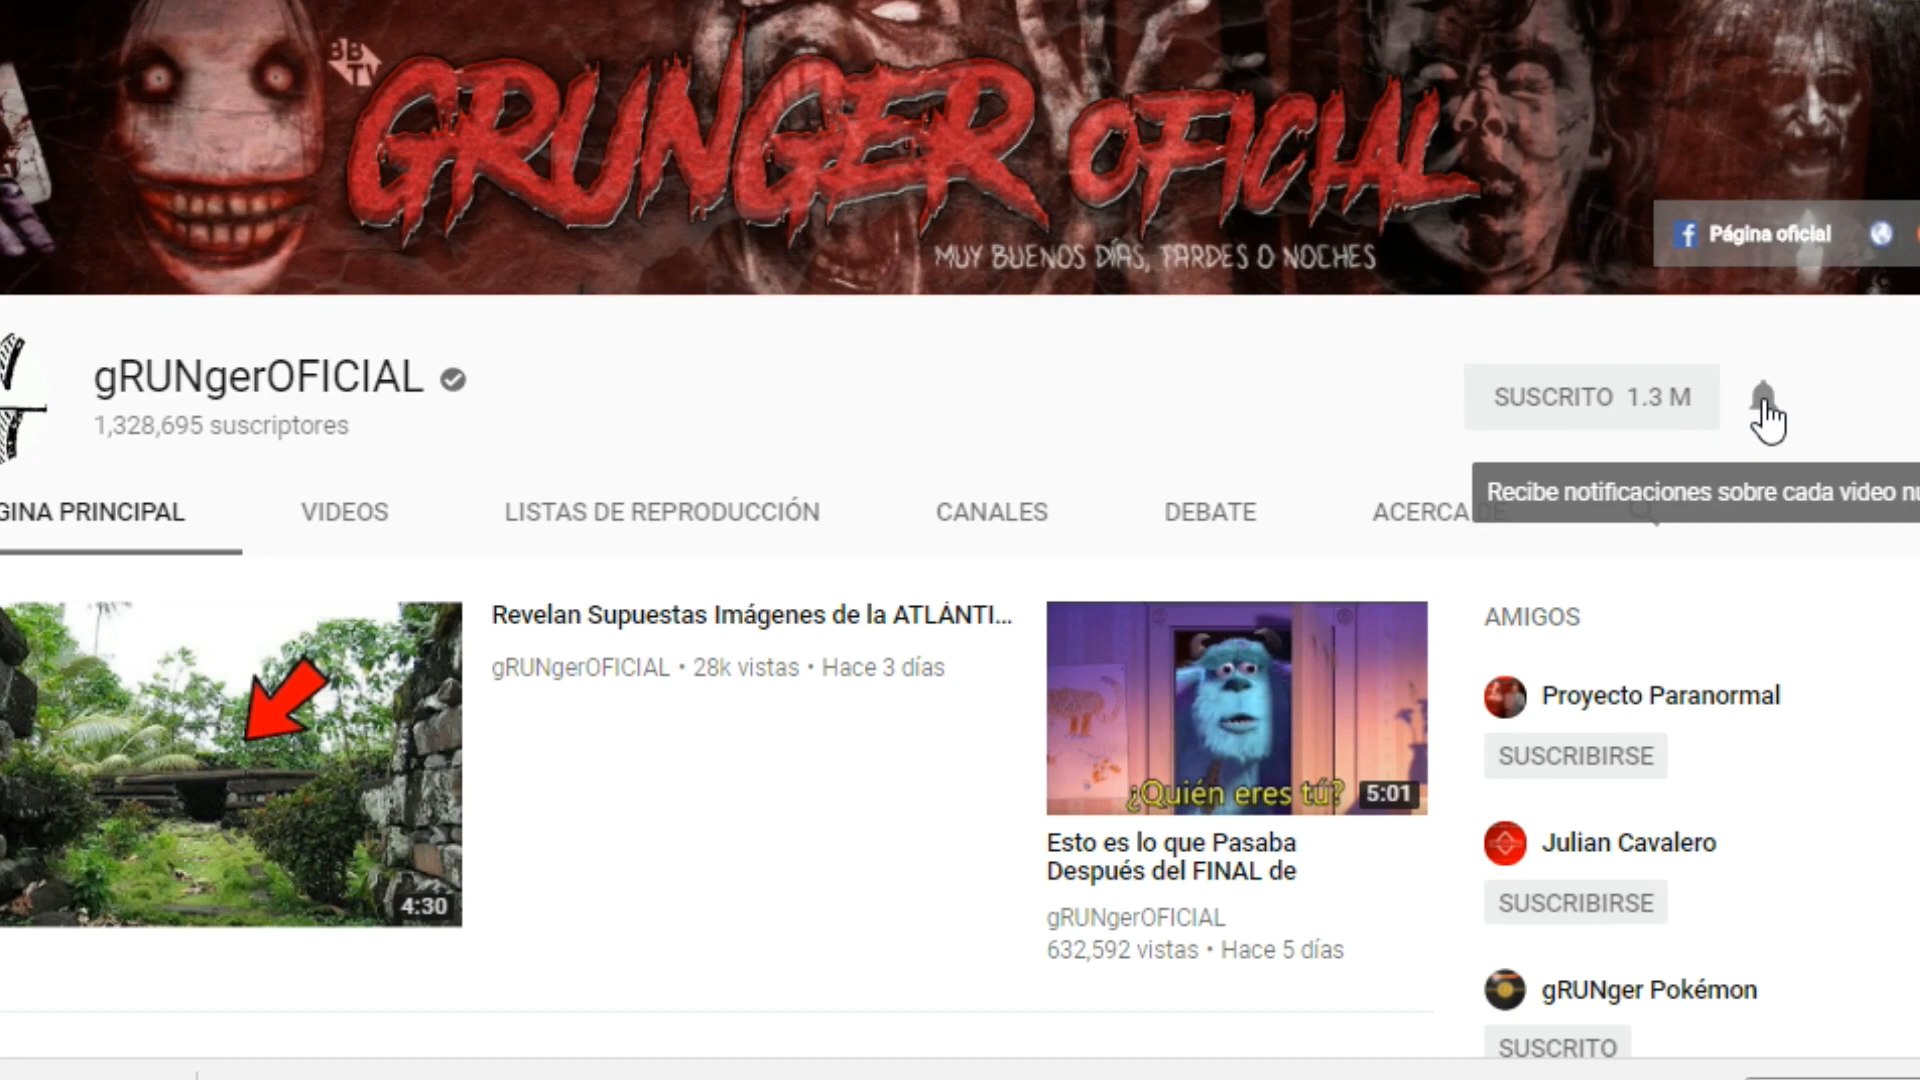 BB
TV
GRUNGER OFICIAL
MUY BUENOS DÍAS, TARDES O NOCHES
f Página oficial
gRUNgerOFICIAL
1,328,695 suscriptores
SUSCRITO 1.3 M
Recibe notificaciones sobre cada video nu
GINA PRINCIPAL
VIDEOS
LISTAS DE REPRODUCCIÓN
CANALES
DEBATE
ACERCA DE
4:30
Revelan Supuestas Imágenes de la ATLÁNTI...
gRUNgerOFICIAL • 28k vistas • Hace 3 días
¿Quién eres tú?
5:01
Esto es lo que Pasaba
Después del FINAL de
gRUNgerOFICIAL
632,592 vistas • Hace 5 días
AMIGOS
Proyecto Paranormal
SUSCRIBIRSE
Julian Cavalero
SUSCRIBIRSE
gRUNger Pokémon
SUSCRITO